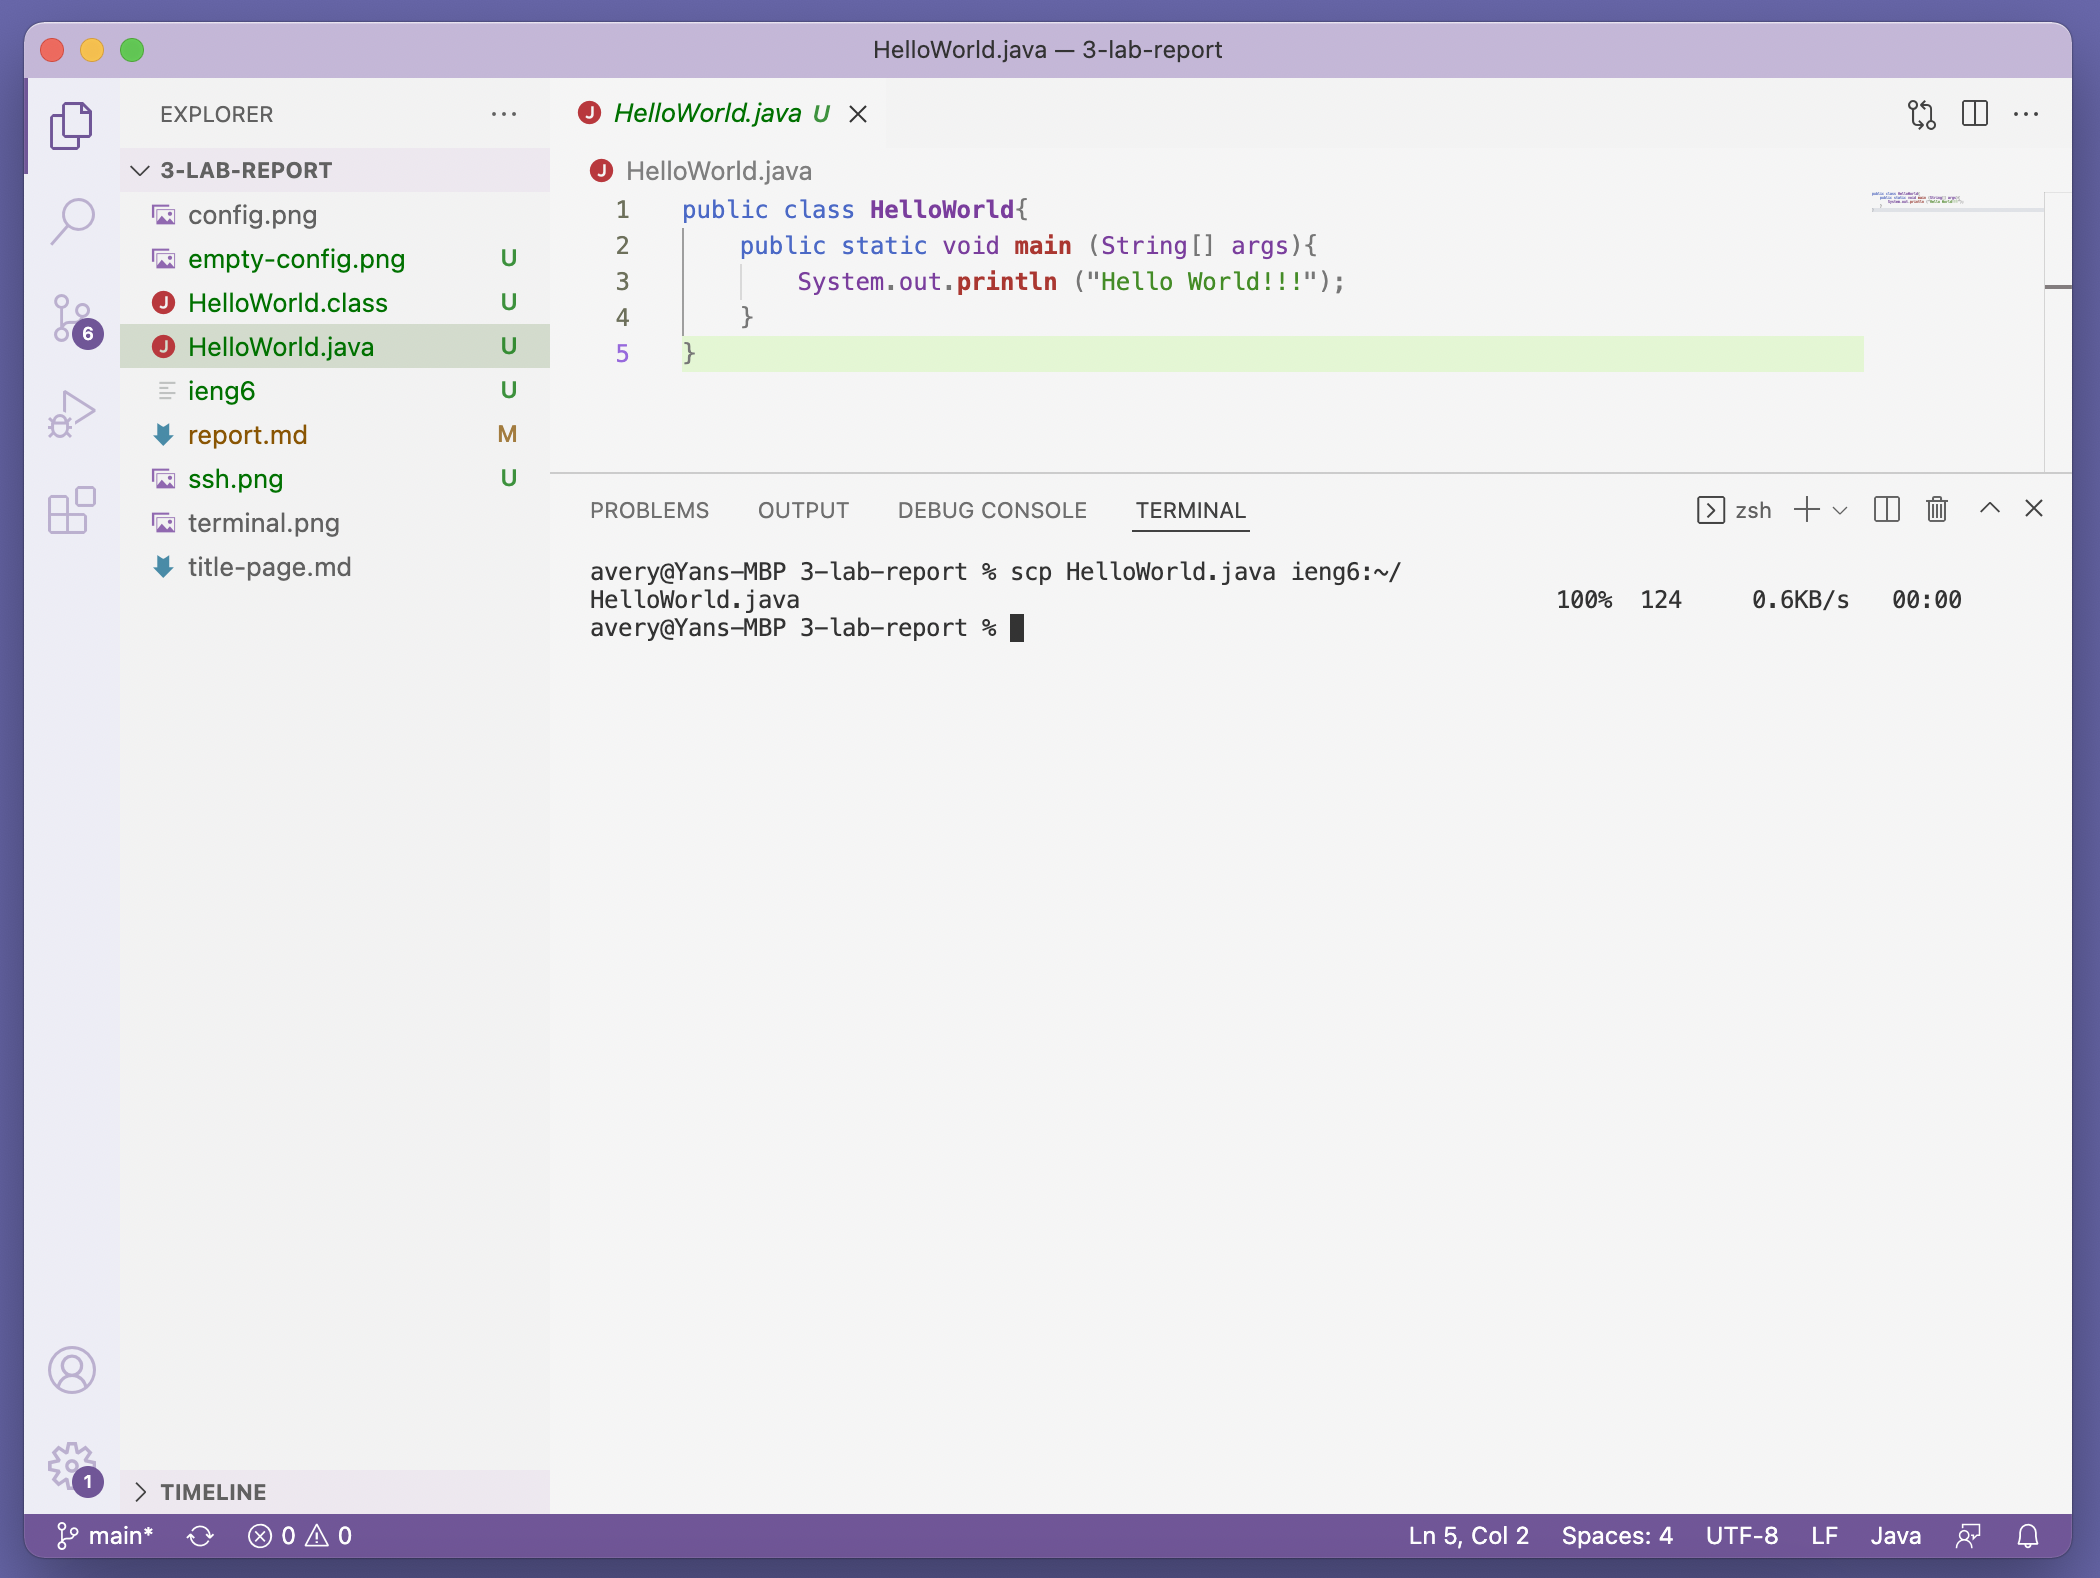 HelloWorld.java — 3-lab-report
EXPLORER
3-LAB-REPORT
config.png
empty-config.png U
HelloWorld.class U
HelloWorld.java U
ieng6 U
report.md M
ssh.png U
terminal.png
title-page.md
TIMELINE
6
1
HelloWorld.java U
HelloWorld.java
1 public class HelloWorld{
2     public static void main (String[] args){
3         System.out.println ("Hello World!!!");
4     }
5 }
PROBLEMS OUTPUT DEBUG CONSOLE TERMINAL zsh
avery@Yans-MBP 3-lab-report % scp HelloWorld.java ieng6:~/
HelloWorld.java 100% 124 0.6KB/s 00:00
avery@Yans-MBP 3-lab-report %
main* 0 0 Ln 5, Col 2 Spaces: 4 UTF-8 LF Java